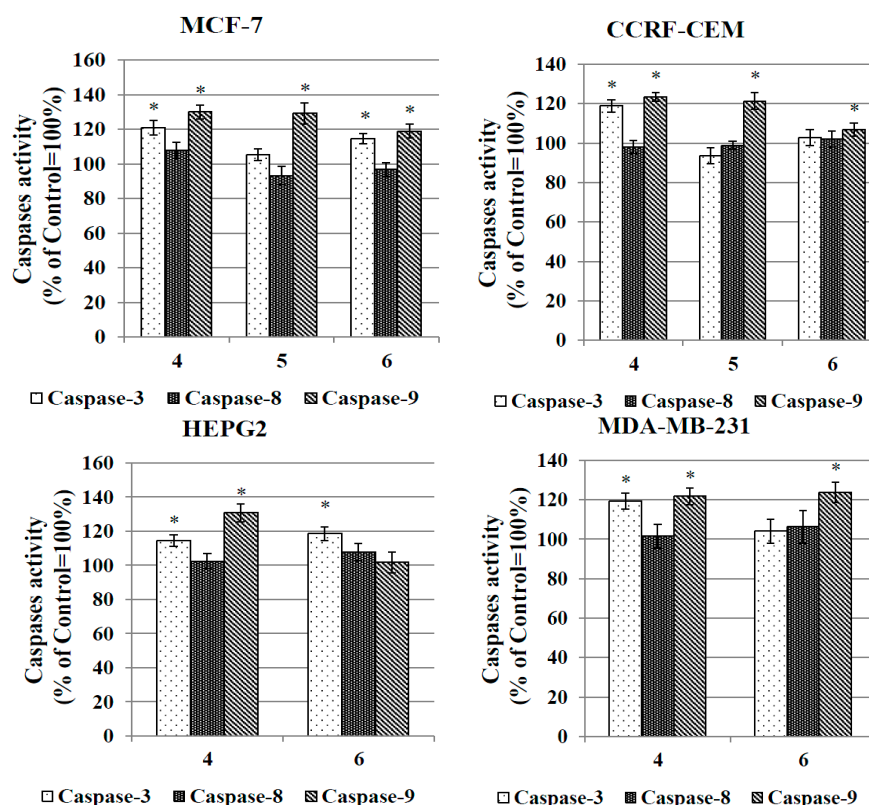 MCF-7
Caspases activity
(% of Control=100%)
160
140
120
100
80
60
40
20
0
* * * * *
4 5 6
Caspase-3 Caspase-8 Caspase-9
CCRF-CEM
Caspases activity
(% of Control=100%)
140
120
100
80
60
40
20
0
* * * *
4 5 6
Caspase-3 Caspase-8 Caspase-9
HEPG2
Caspases activity
(% of Control=100%)
160
140
120
100
80
60
40
20
0
* * *
4 6
Caspase-3 Caspase-8 Caspase-9
MDA-MB-231
Caspases activity
(% of Control=100%)
140
120
100
80
60
40
20
0
* * *
4 6
Caspase-3 Caspase-8 Caspase-9